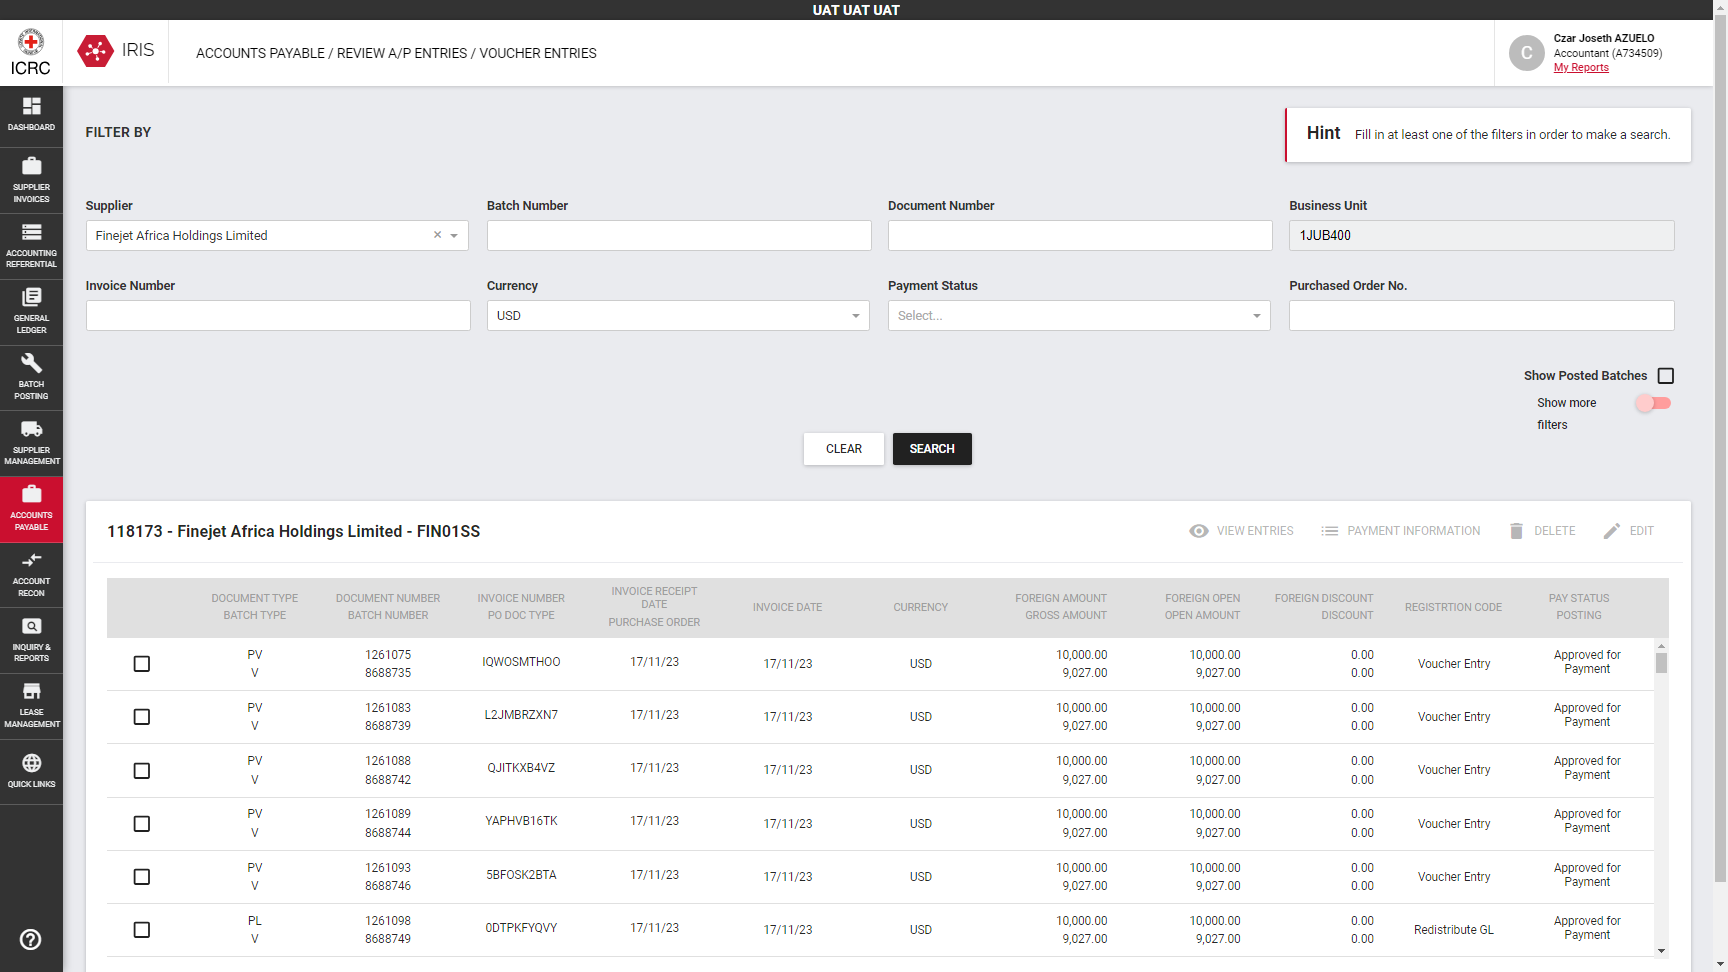 UAT UAT UAT
ICRC
IRIS
ACCOUNTS PAYABLE / REVIEW A/P ENTRIES / VOUCHER ENTRIES
C
Czar Joseth AZUELO
Accountant (A734509)
My Reports
DASHBOARD
SUPPLIER
INVOICES
ACCOUNTING
REFERENTIAL
GENERAL
LEDGER
BATCH
POSTING
SUPPLIER
MANAGEMENT
ACCOUNTS
PAYABLE
ACCOUNT
RECON
INQUIRY &
REPORTS
LEASE
MANAGEMENT
QUICK LINKS
FILTER BY
Hint Fill in at least one of the filters in order to make a search.
Supplier Batch Number Document Number Business Unit
Finejet Africa Holdings Limited 1JUB400
Invoice Number Currency Payment Status Purchased Order No.
USD Select...
Show Posted Batches
Show more
filters
CLEAR SEARCH
118173 - Finejet Africa Holdings Limited - FIN01SS
VIEW ENTRIES PAYMENT INFORMATION DELETE EDIT
DOCUMENT TYPE DOCUMENT NUMBER INVOICE NUMBER INVOICE RECEIPT DATE INVOICE DATE CURRENCY FOREIGN AMOUNT FOREIGN OPEN FOREIGN DISCOUNT REGISTRTION CODE PAY STATUS
BATCH TYPE BATCH NUMBER PO DOC TYPE PURCHASE ORDER GROSS AMOUNT OPEN AMOUNT DISCOUNT POSTING
PV 1261075 IQWOSMTHOO 17/11/23 17/11/23 USD 10,000.00 10,000.00 0.00 Voucher Entry Approved for Payment
V 8688735 9,027.00 9,027.00 0.00
PV 1261083 L2JMBRZXN7 17/11/23 17/11/23 USD 10,000.00 10,000.00 0.00 Voucher Entry Approved for Payment
V 8688739 9,027.00 9,027.00 0.00
PV 1261088 QJITKXB4VZ 17/11/23 17/11/23 USD 10,000.00 10,000.00 0.00 Voucher Entry Approved for Payment
V 8688742 9,027.00 9,027.00 0.00
PV 1261089 YAPHVB16TK 17/11/23 17/11/23 USD 10,000.00 10,000.00 0.00 Voucher Entry Approved for Payment
V 8688744 9,027.00 9,027.00 0.00
PV 1261093 5BFOSK2BTA 17/11/23 17/11/23 USD 10,000.00 10,000.00 0.00 Voucher Entry Approved for Payment
V 8688746 9,027.00 9,027.00 0.00
PL 1261098 0DTPKFYQVY 17/11/23 17/11/23 USD 10,000.00 10,000.00 0.00 Redistribute GL Approved for Payment
V 8688749 9,027.00 9,027.00 0.00